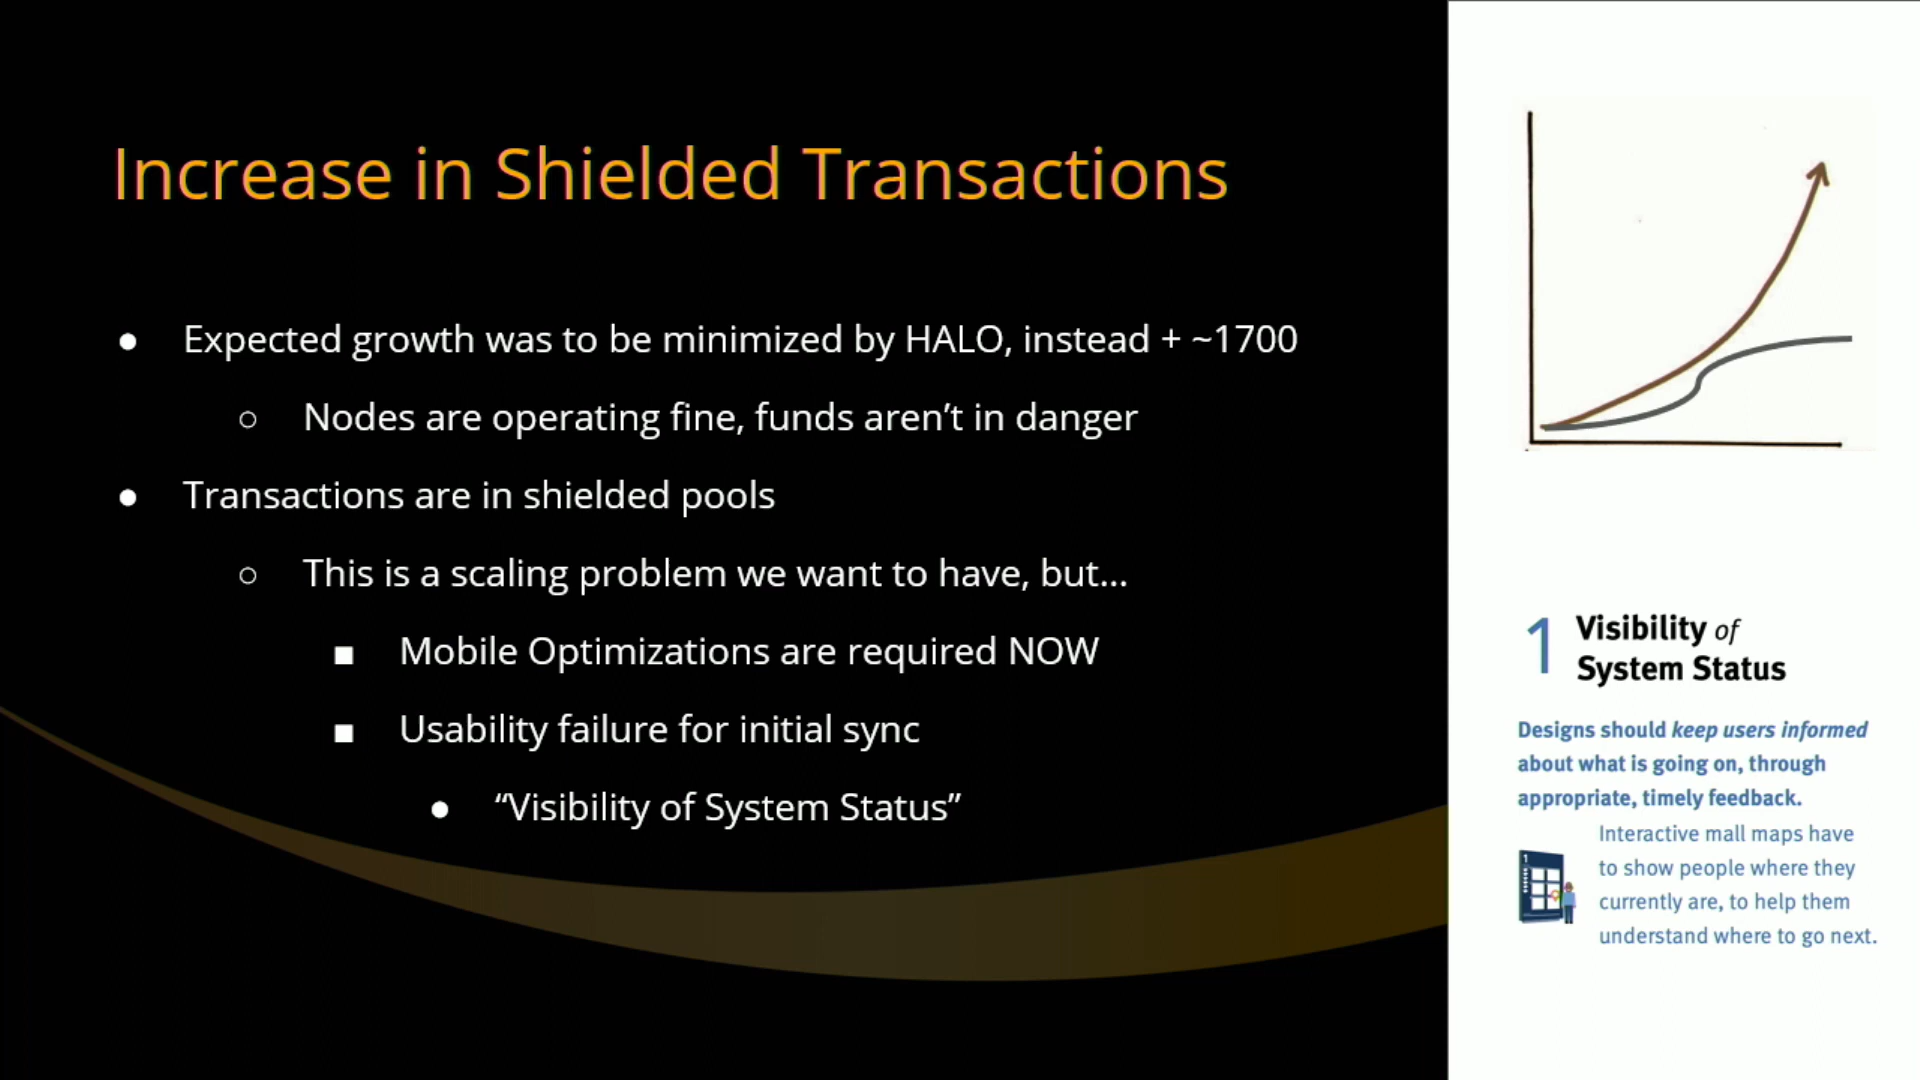 Increase in Shielded Transactions
● Expected growth was to be minimized by HALO, instead + ~1700
○ Nodes are operating fine, funds aren’t in danger
● Transactions are in shielded pools
○ This is a scaling problem we want to have, but...
■ Mobile Optimizations are required NOW
■ Usability failure for initial sync
● “Visibility of System Status”
1 Visibility of
System Status
Designs should keep users informed
about what is going on, through
appropriate, timely feedback.
Interactive mall maps have
to show people where they
currently are, to help them
understand where to go next.
1